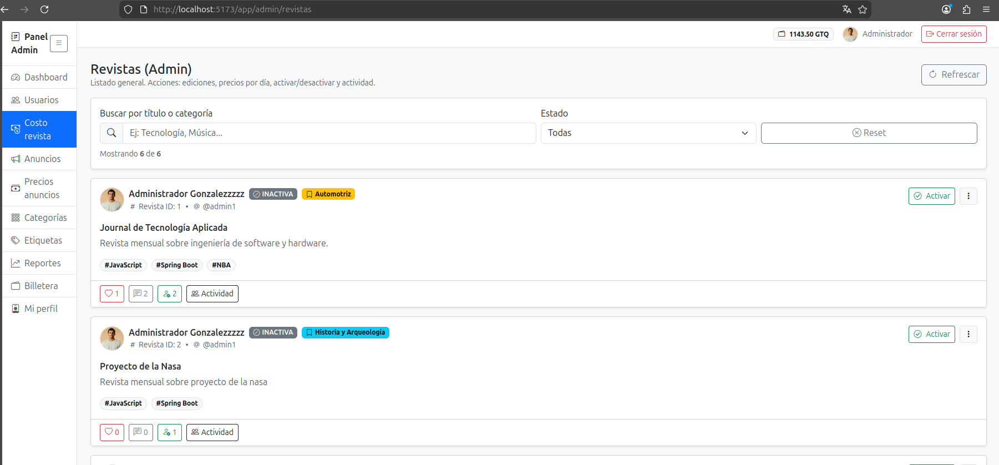 http://localhost:5173/app/admin/revistas
Panel Admin
Dashboard
Usuarios
Costo revista
Anuncios
Precios anuncios
Categorías
Etiquetas
Reportes
Billetera
Mi perfil
1143.50 GTQ
Administrador
Cerrar sesión
Revistas (Admin)
Listado general. Acciones: ediciones, precios por día, activar/desactivar y actividad.
Refrescar
Buscar por título o categoría
Estado
Ej: Tecnología, Música...
Todas
Reset
Mostrando 6 de 6
Administrador Gonzalezzzzz INACTIVA Automotriz
Activar
# Revista ID: 1 • @ @admin1
Journal de Tecnología Aplicada
Revista mensual sobre ingeniería de software y hardware.
#JavaScript #Spring Boot #NBA
1 2 2 Actividad
Administrador Gonzalezzzzz INACTIVA Historia y Arqueología
Activar
# Revista ID: 2 • @ @admin1
Proyecto de la Nasa
Revista mensual sobre proyecto de la nasa
#JavaScript #Spring Boot
0 0 1 Actividad